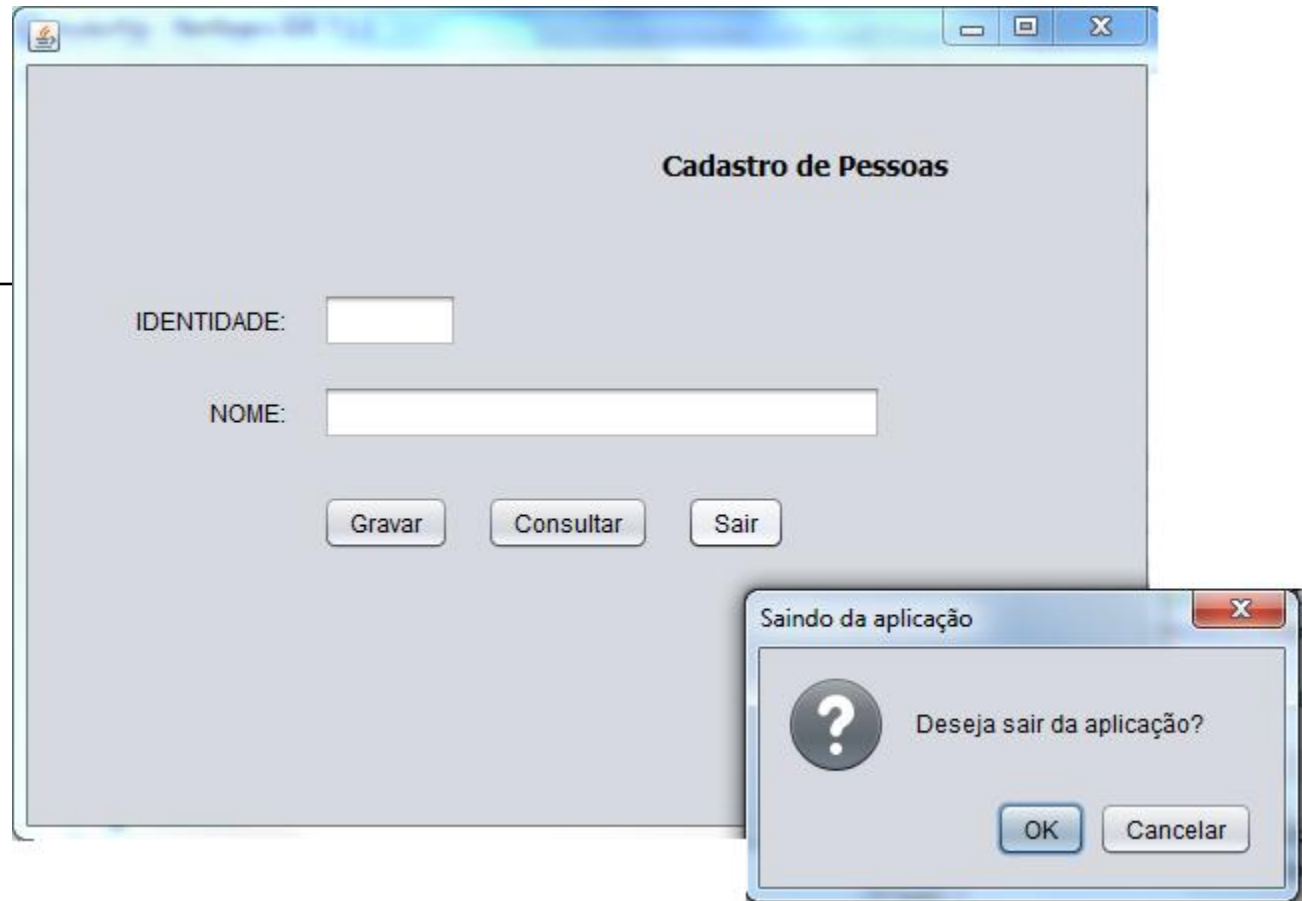 Cadastro de Pessoas
IDENTIDADE:
NOME:
Gravar Consultar Sair
Saindo da aplicação
Deseja sair da aplicação?
OK Cancelar